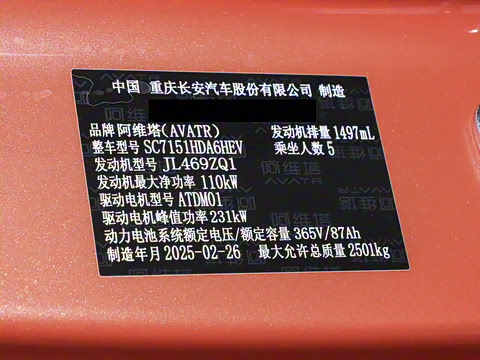 中国 重庆长安汽车股份有限公司 制造
品牌 阿维塔(AVATR) 发动机排量 1497mL
整车型号 SC7151HDA6HEV 乘坐人数 5
发动机型号 JL469ZQ1
发动机最大净功率 110kW
驱动电机型号 ATDM01
驱动电机峰值功率 231kW
动力电池系统额定电压/额定容量 365V/87Ah
制造年月 2025-02-26 最大允许总质量 2501kg